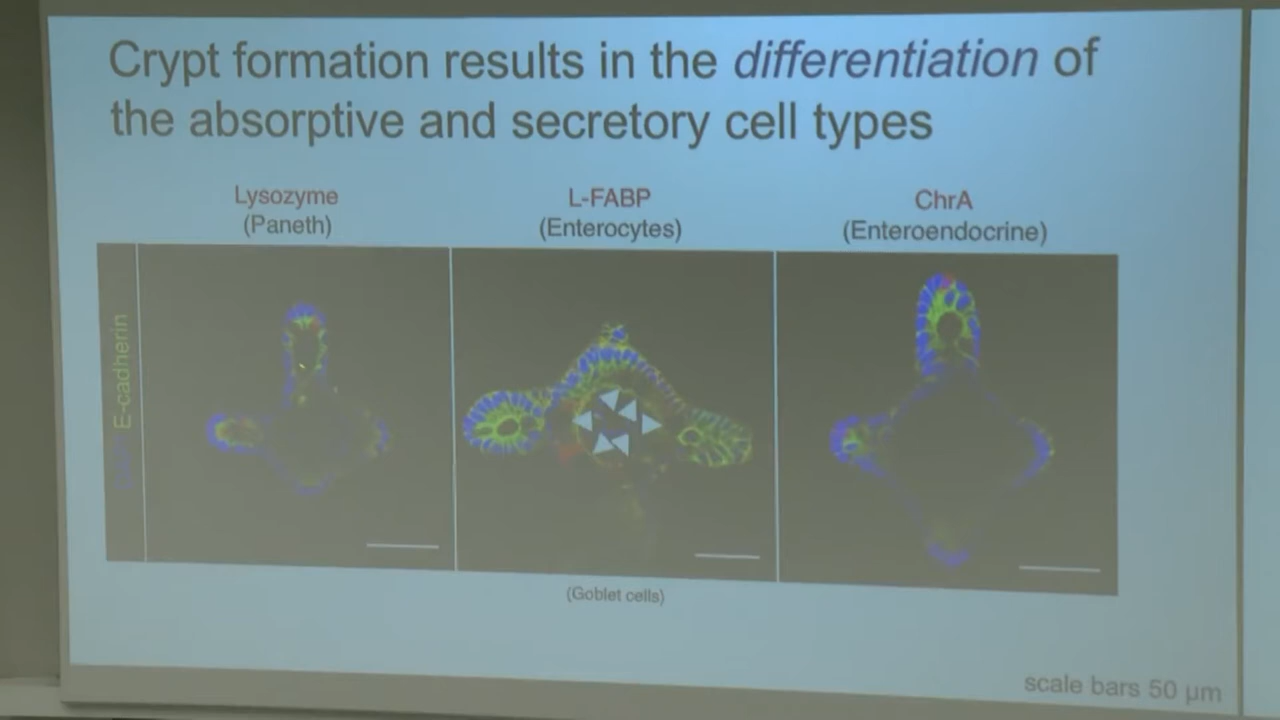 Crypt formation results in the differentiation of
the absorptive and secretory cell types
Lysozyme
(Paneth)
L-FABP
(Enterocytes)
ChrA
(Enteroendocrine)
E-cadherin
(Goblet cells)
scale bars 50 µm